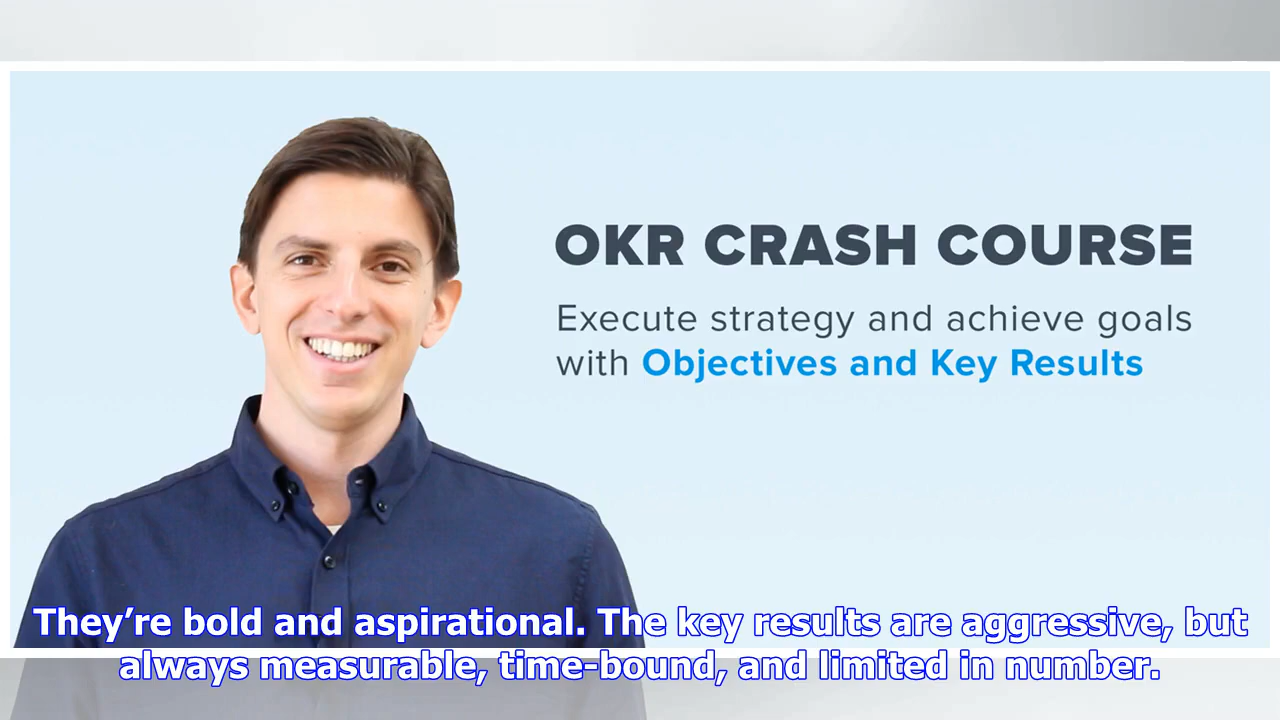 OKR CRASH COURSE
Execute strategy and achieve goals
with Objectives and Key Results
They’re bold and aspirational. The key results are aggressive, but
always measurable, time-bound, and limited in number.